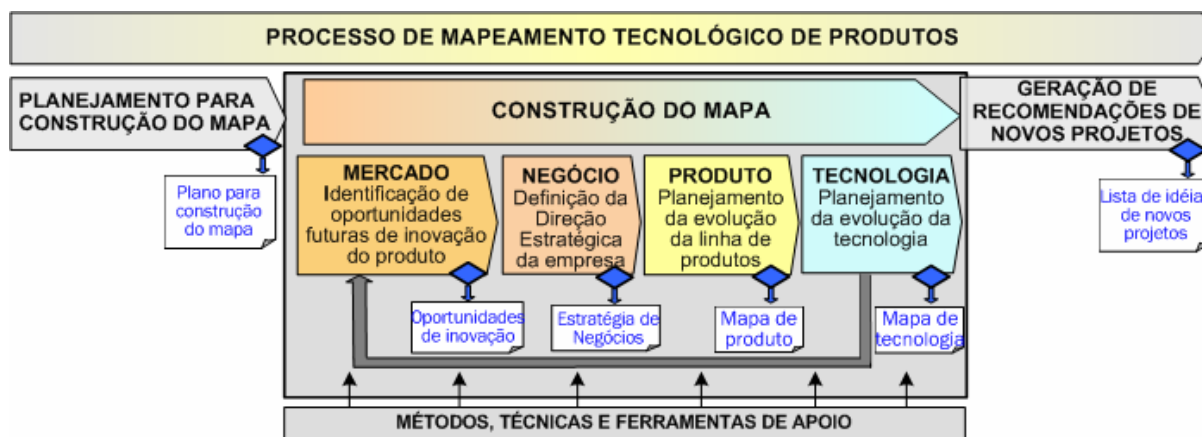 PROCESSO DE MAPEAMENTO TECNOLÓGICO DE PRODUTOS
PLANEJAMENTO PARA
CONSTRUÇÃO DO MAPA
CONSTRUÇÃO DO MAPA
GERAÇÃO DE
RECOMENDAÇÕES DE
NOVOS PROJETOS
Plano para
construção
do mapa
MERCADO
Identificação de
oportunidades
futuras de inovação
do produto
NEGÓCIO
Definição da
Direção
Estratégica
da empresa
PRODUTO
Planejamento
da evolução
da linha de
produtos
TECNOLOGIA
Planejamento
da evolução da
tecnologia
Lista de idéia
de novos
projetos
Oportunidades
de inovação
Estratégia de
Negócios
Mapa de
produto
Mapa de
tecnologia
MÉTODOS, TÉCNICAS E FERRAMENTAS DE APOIO